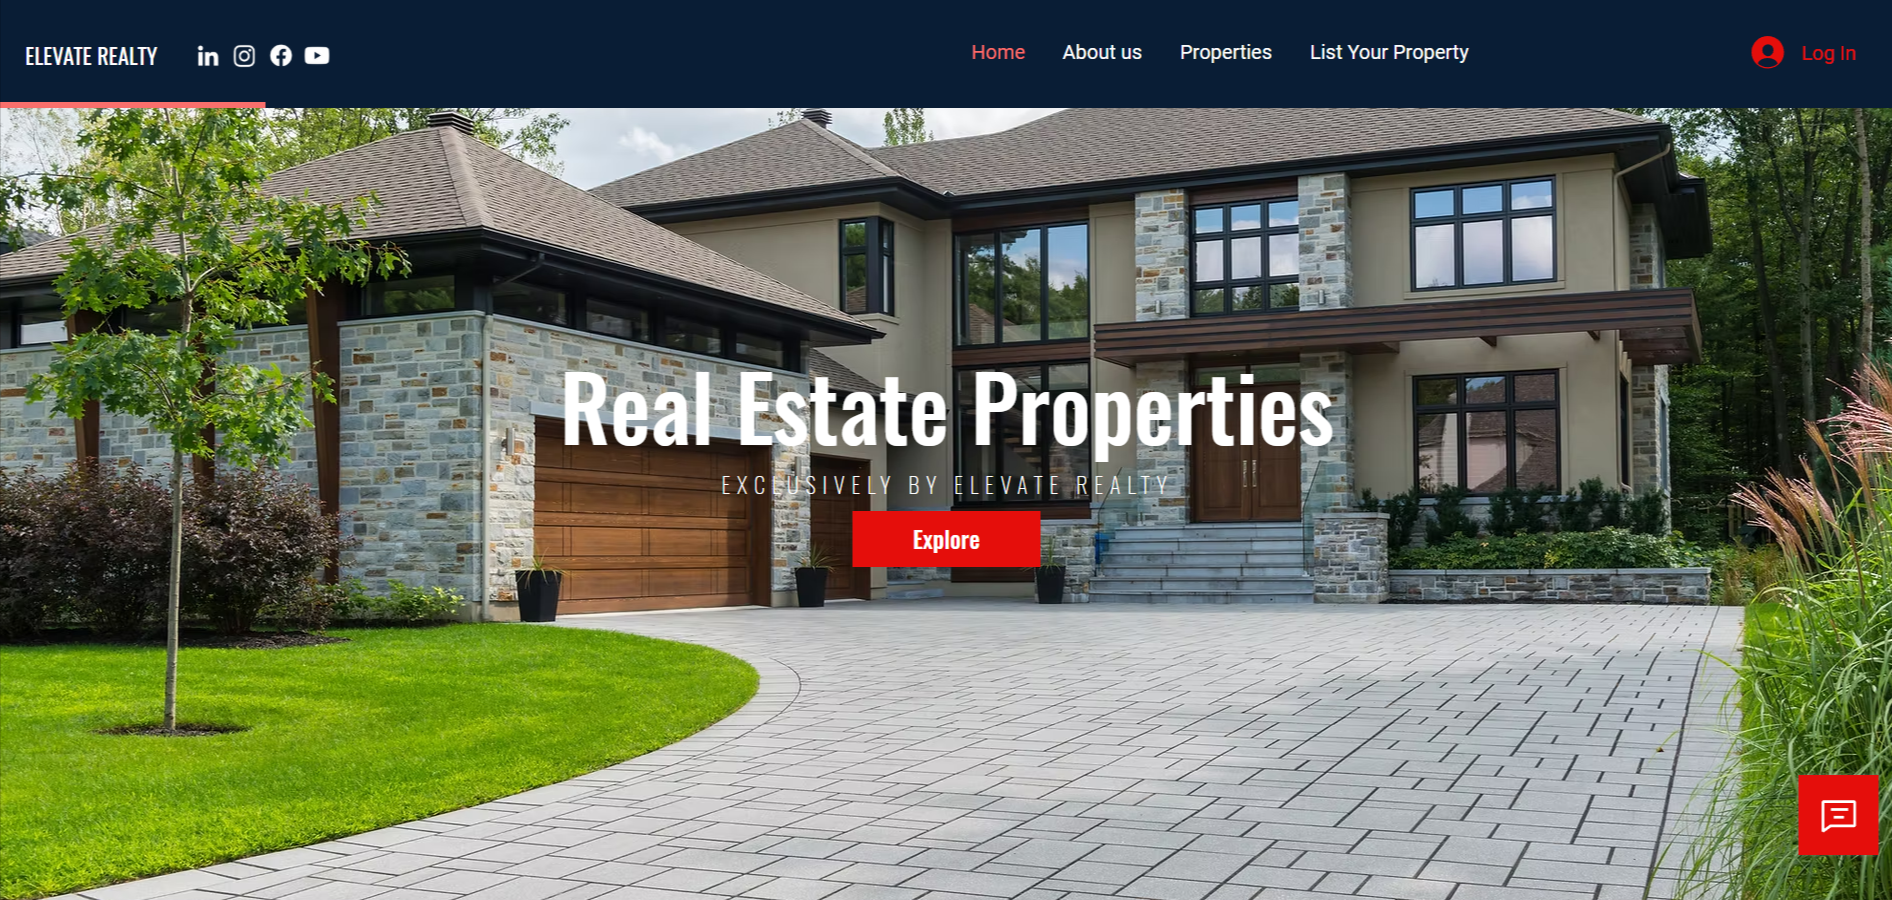 ELEVATE REALTY
Home About us Properties List Your Property
Log In
Real Estate Properties
EXCLUSIVELY BY ELEVATE REALTY
Explore